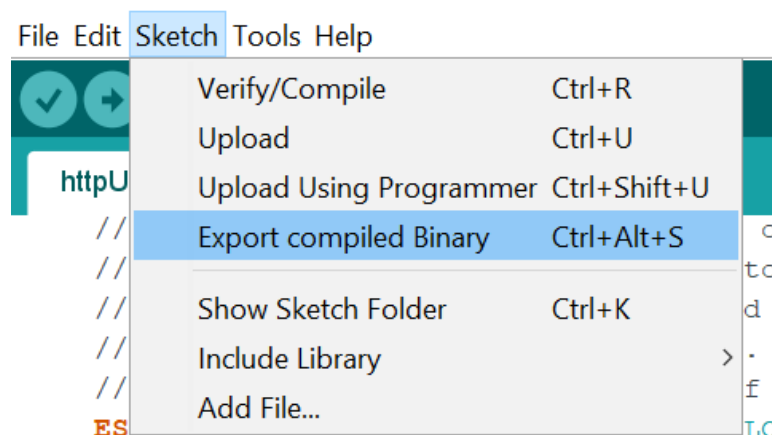 File Edit Sketch Tools Help
Verify/Compile Ctrl+R
Upload Ctrl+U
httpU
Upload Using Programmer Ctrl+Shift+U
// Export compiled Binary Ctrl+Alt+S
//
// Show Sketch Folder Ctrl+K d
// Include Library > .
// Add File... f
ES